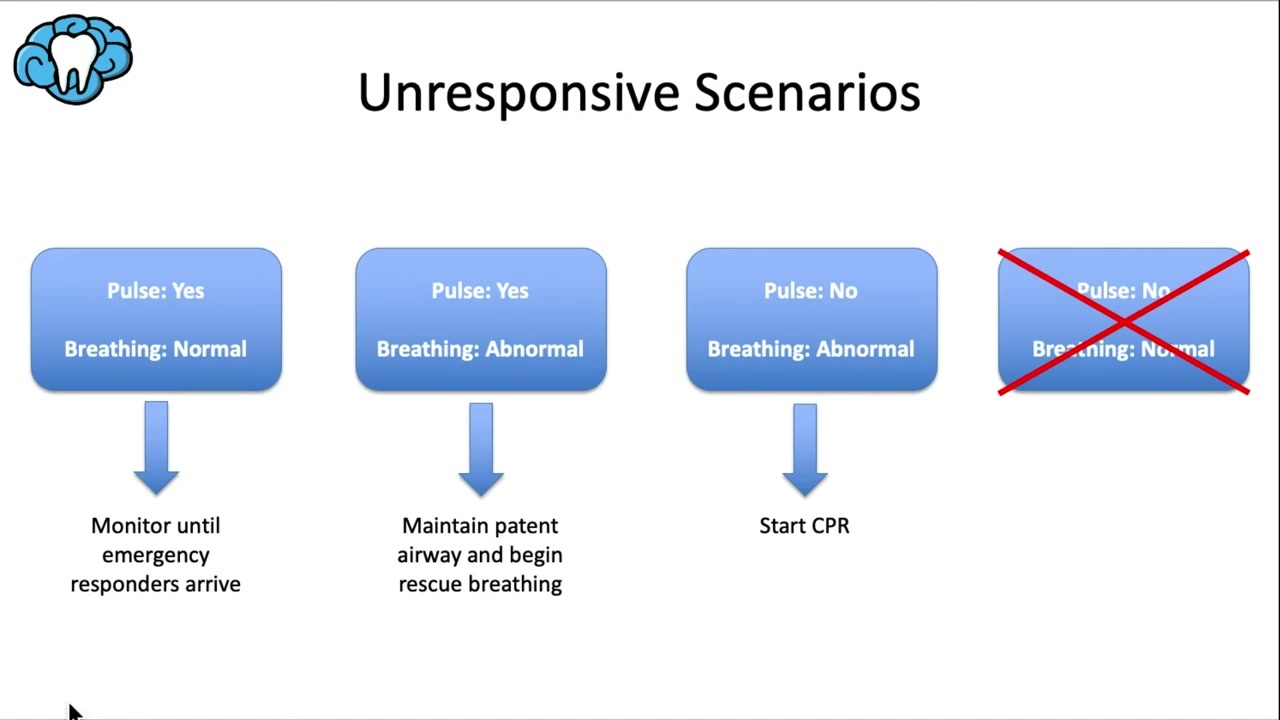 Unresponsive Scenarios
Pulse: Yes
Breathing: Normal
Monitor until
emergency
responders arrive
Pulse: Yes
Breathing: Abnormal
Maintain patent
airway and begin
rescue breathing
Pulse: No
Breathing: Abnormal
Start CPR
Pulse: No
Breathing: Normal